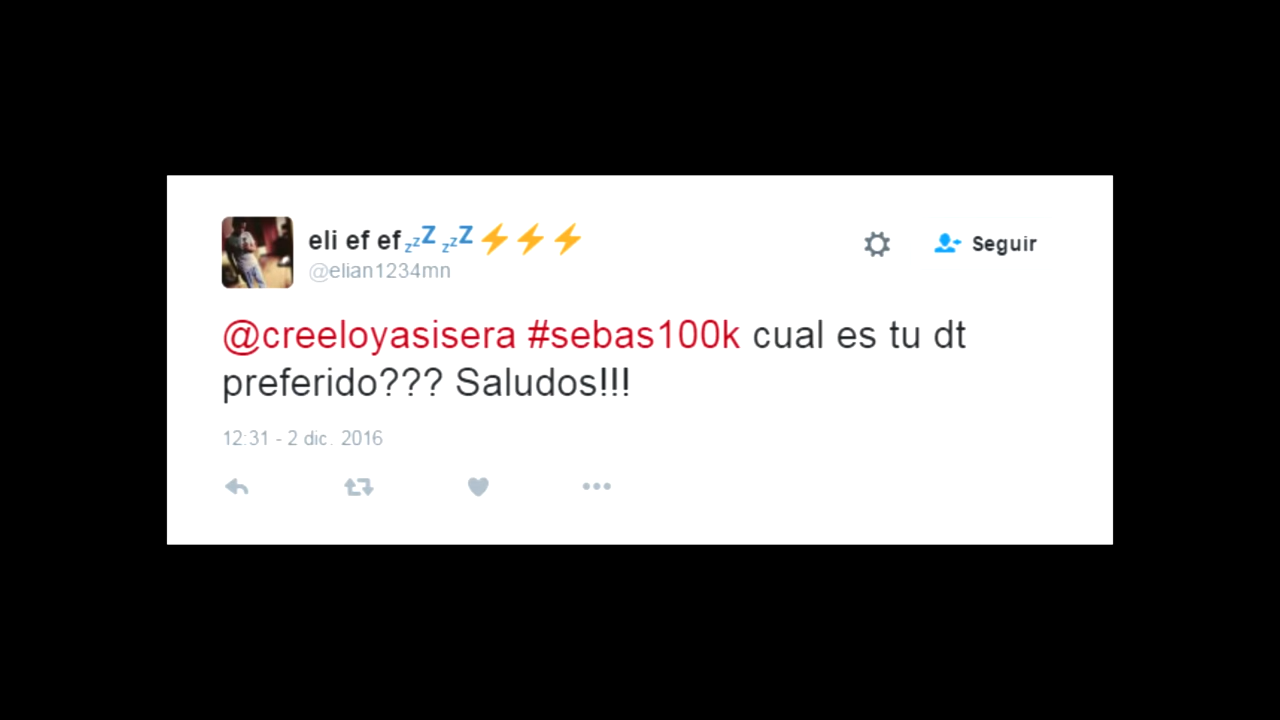 eli ef ef💤💤⚡⚡⚡
@elian1234mn
Seguir
@creeloyasisera #sebas100k cual es tu dt
preferido??? Saludos!!!
12:31 - 2 dic. 2016